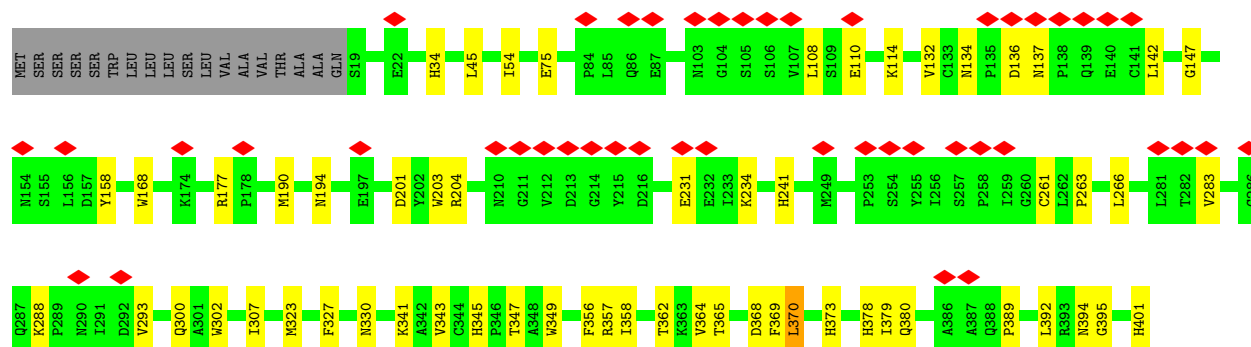 MET SER SER SER SER TRP LEU LEU LEU SER LEU VAL ALA VAL THR ALA ALA GLN S19 E22 H34 L45 I54 E75 P84 L85 Q86 E87 N103 G104 S105 S106 V107 L108 S109 E110 K114 V132 C133 N134 P135 D136 N137 P138 Q139 E140 C141 L142 G147
N154 S155 L156 D157 Y158 W168 K174 R177 P178 M190 N194 E197 D201 Y202 W203 R204 N210 G211 V212 D213 G214 Y215 D216 E231 E232 I233 K234 H241 M249 P253 S254 Y255 I256 S257 P258 I259 G260 C261 L262 P263 L266 L281 T282 V283
Q287 K288 P289 N290 I291 D292 V293 Q300 A301 W302 I307 M323 F327 N330 K341 A342 V343 C344 H345 P346 T347 A348 W349 F356 R357 I358 T362 K363 V364 T365 D368 F369 L370 H373 H378 I379 Q380 A386 A387 Q388 P389 L392 R393 N394 G395 H401